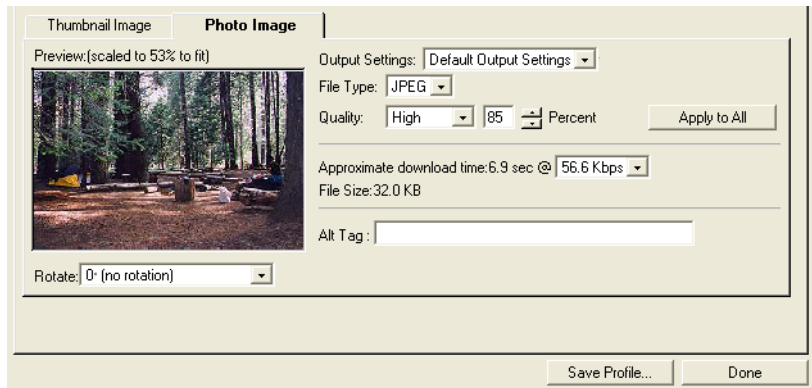 Thumbnail Image
Photo Image
Preview:(scaled to 53% to fit)
Output Settings: Default Output Settings
File Type: JPEG
Quality: High 85 Percent Apply to All
Approximate download time:6.9 sec @ 56.6 Kbps
File Size:32.0 KB
Alt Tag :
Rotate: 0° (no rotation)
Save Profile... Done